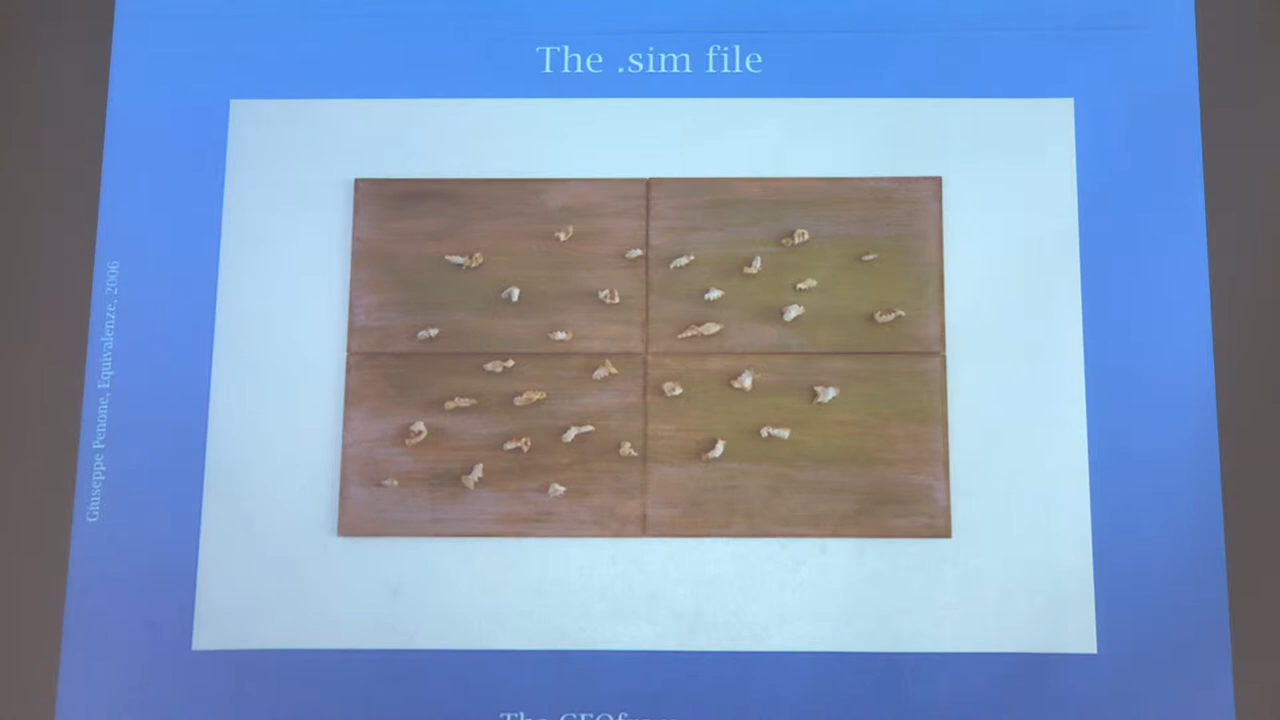 The .sim file
Giuseppe Penone, Equivalenze, 2006